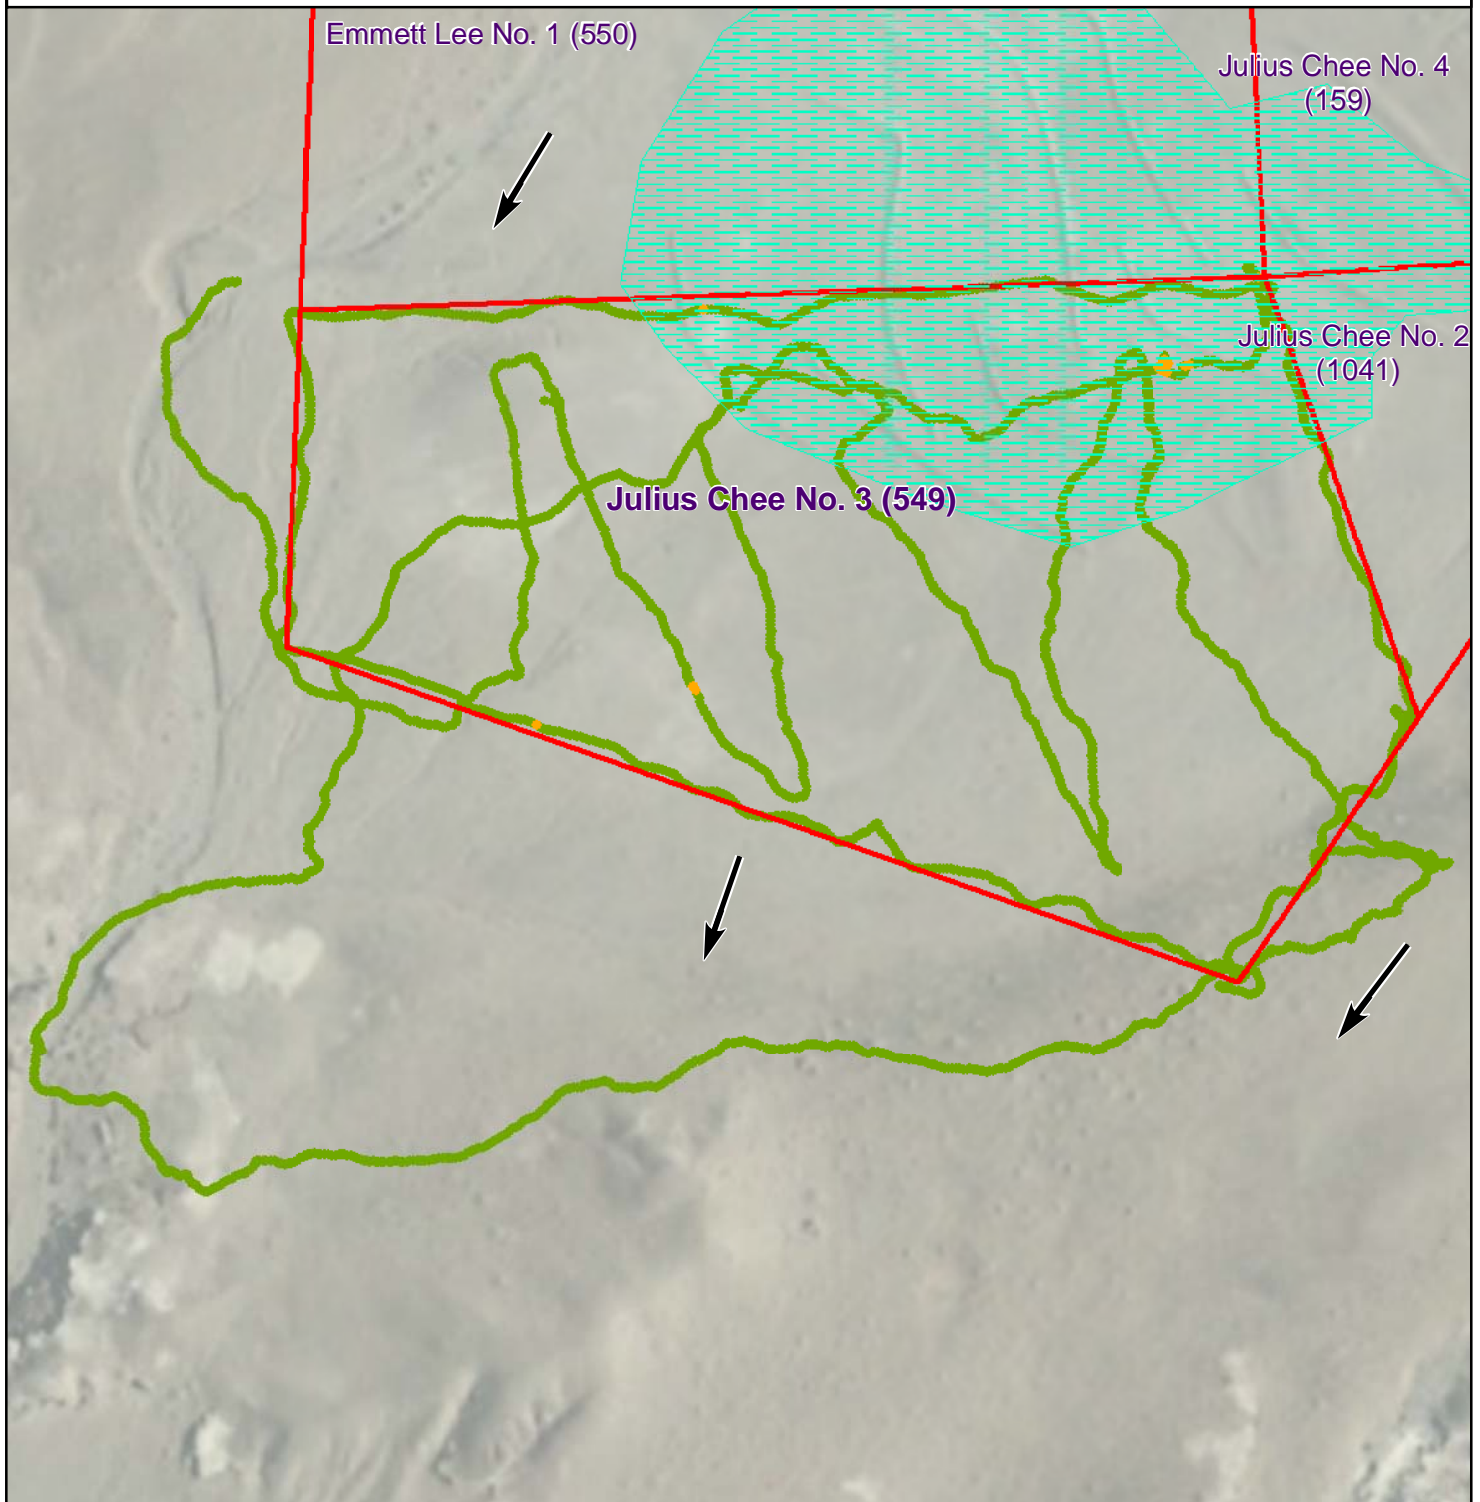 Emmett Lee No. 1 (550)
Julius Chee No. 4
(159)
Julius Chee No. 2
(1041)
Julius Chee No. 3 (549)